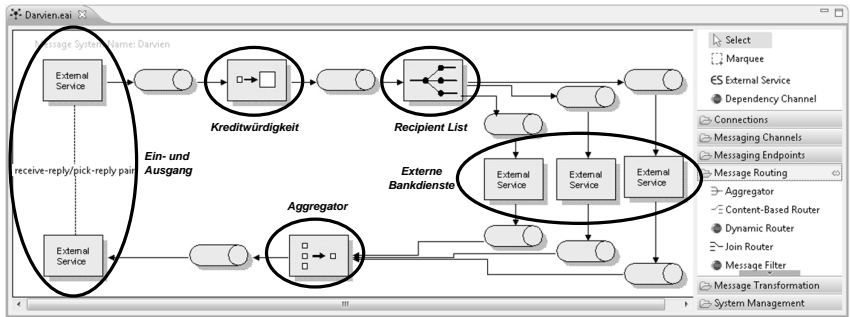 Darvien.eai
Message System Name: Darvien
External
Service
Kreditwürdigkeit
Recipient List
Ein- und
Ausgang
receive-reply/pick-reply pair
Externe
Bankdienste
External
Service
External
Service
External
Service
Aggregator
External
Service
Select
Marquee
ES External Service
Dependency Channel
Connections
Messaging Channels
Messaging Endpoints
Message Routing
Aggregator
Content-Based Router
Dynamic Router
Join Router
Message Filter
Message Transformation
System Management